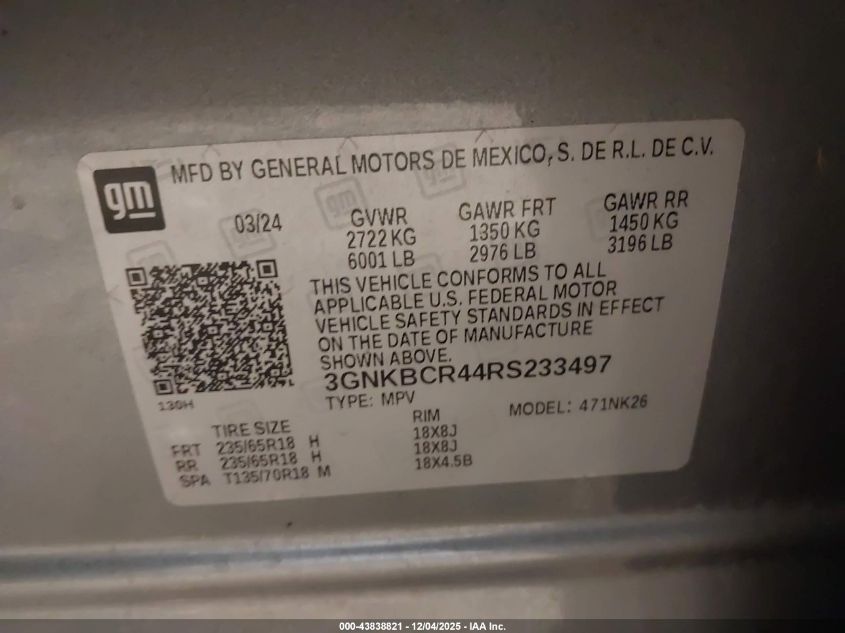 gm
MFD BY GENERAL MOTORS DE MEXICO, S. DE R.L. DE C.V.
03/24 GVWR GAWR FRT GAWR RR
2722 KG 1350 KG 1450 KG
6001 LB 2976 LB 3196 LB
THIS VEHICLE CONFORMS TO ALL
APPLICABLE U.S. FEDERAL MOTOR
VEHICLE SAFETY STANDARDS IN EFFECT
ON THE DATE OF MANUFACTURE
SHOWN ABOVE.
3GNKBCR44RS233497
130H
TYPE: MPV MODEL: 471NK26
TIRE SIZE RIM
FRT 235/65R18 H 18X8J
RR 235/65R18 H 18X8J
SPA T135/70R18 M 18X4.5B
000-43838821 - 12/04/2025 - IAA Inc.